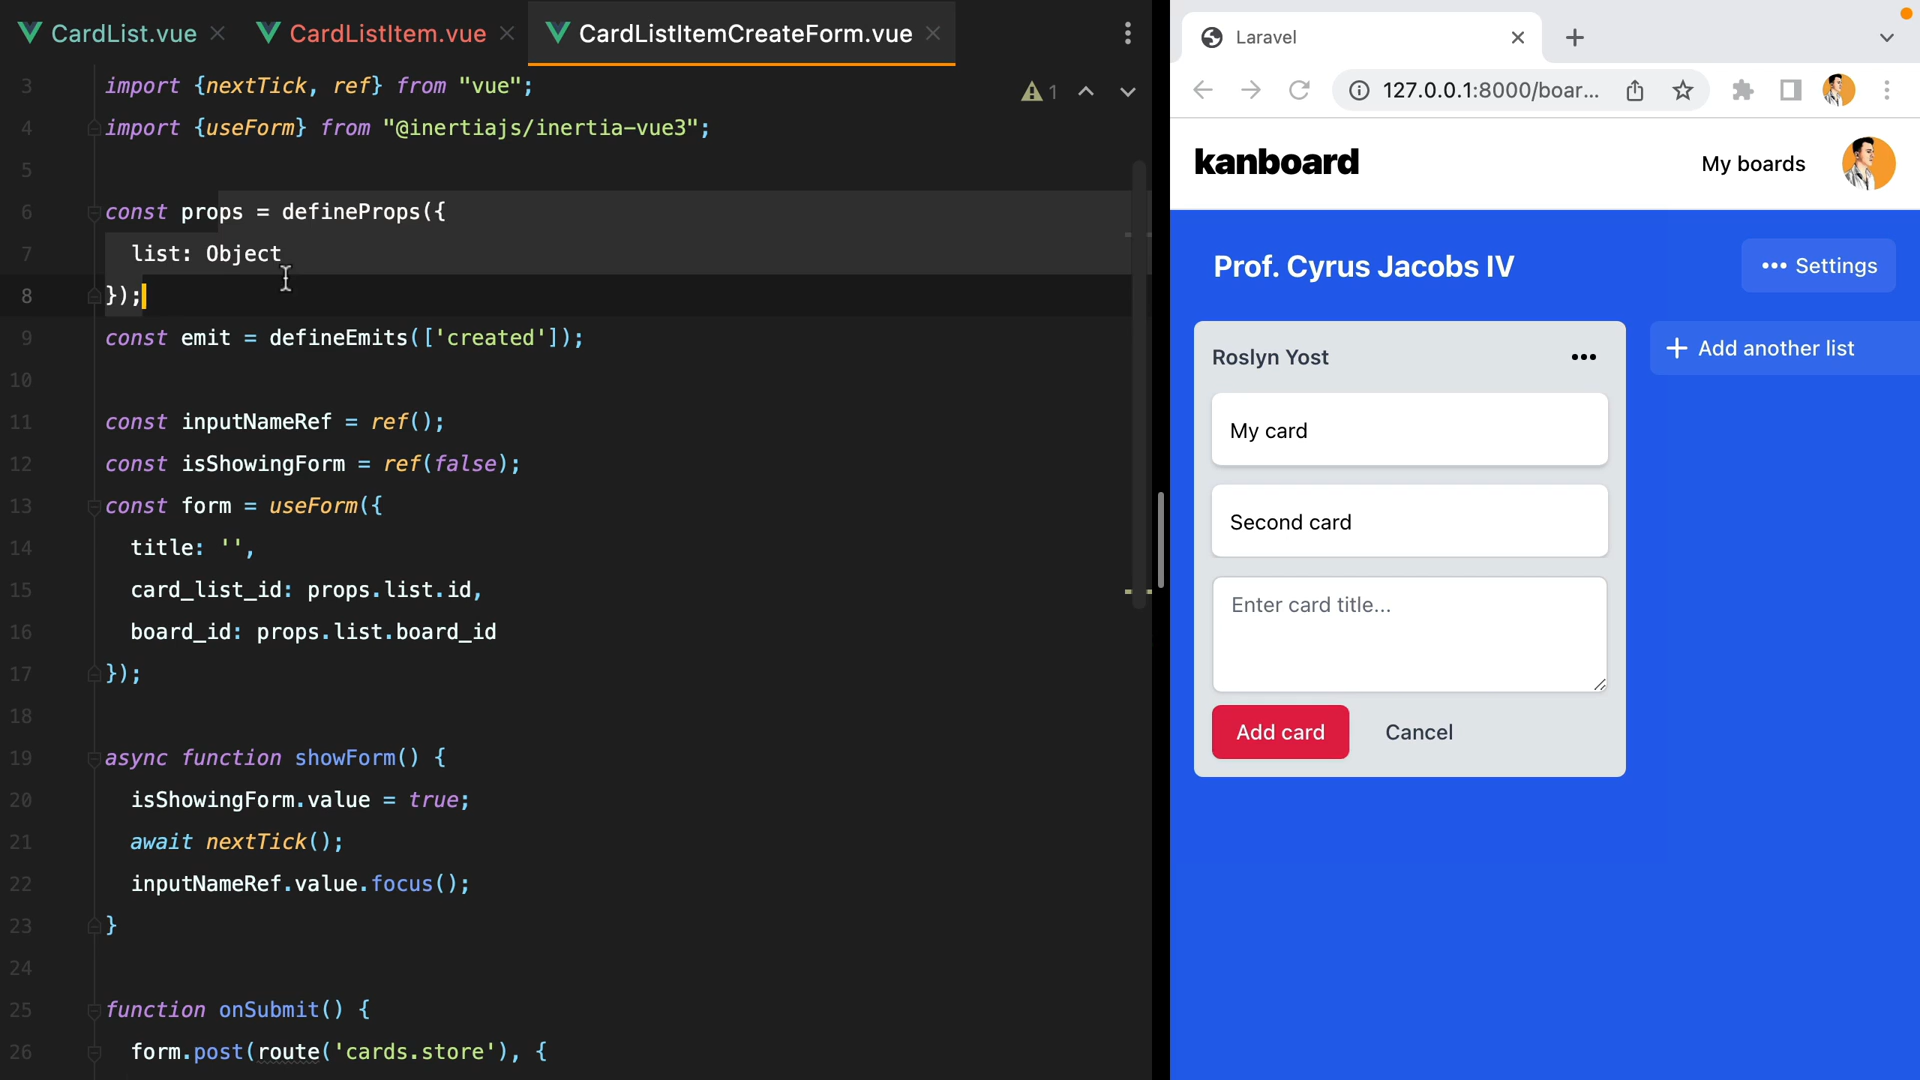 CardList.vue
CardListItem.vue
CardListItemCreateForm.vue
1
3 import {nextTick, ref} from "vue";
4 import {useForm} from "@inertiajs/inertia-vue3";
5
6 const props = defineProps({
7 list: Object
8 });
9 const emit = defineEmits(['created']);
10
11 const inputNameRef = ref();
12 const isShowingForm = ref(false);
13 const form = useForm({
14 title: '',
15 card_list_id: props.list.id,
16 board_id: props.list.board_id
17 });
18
19 async function showForm() {
20 isShowingForm.value = true;
21 await nextTick();
22 inputNameRef.value.focus();
23 }
24
25 function onSubmit() {
26 form.post(route('cards.store'), {
Laravel
127.0.0.1:8000/boar...
kanboard
My boards
Prof. Cyrus Jacobs IV
Settings
Roslyn Yost
Add another list
My card
Second card
Enter card title...
Add card
Cancel